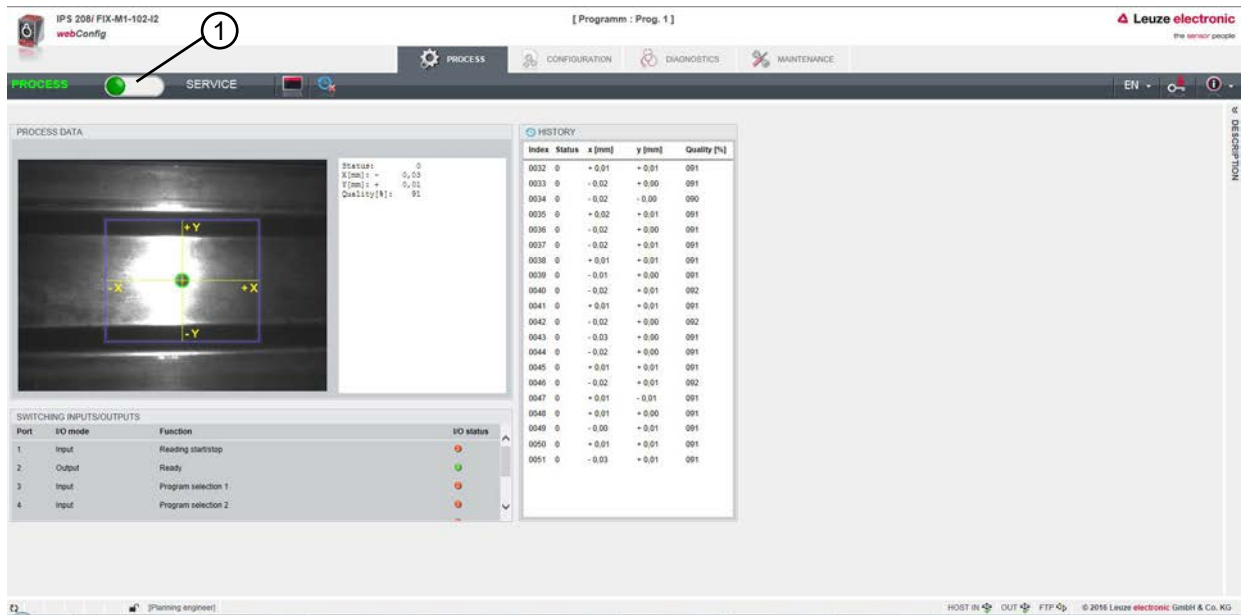 IPS 208/ FIX-M1-102-I2
webConfig
1
[ Programm : Prog. 1 ]
Leuze electronic
the sensor people
PROCESS
CONFIGURATION
DIAGNOSTICS
MAINTENANCE
PROCESS SERVICE
EN
DESCRIPTION
PROCESS DATA
+Y
-X +X
-Y
Status: 0
X[mm]: - 0,03
Y[mm]: + 0,01
Quality[%]: 91
HISTORY
Index Status x [mm] y [mm] Quality [%]
0032 0 + 0,01 + 0,01 091
0033 0 - 0,02 + 0,00 091
0034 0 - 0,02 - 0,00 090
0035 0 + 0,02 + 0,01 091
0036 0 - 0,02 + 0,00 091
0037 0 - 0,02 + 0,01 091
0038 0 + 0,01 + 0,01 091
0039 0 - 0,01 + 0,00 091
0040 0 - 0,02 + 0,01 092
0041 0 + 0,01 + 0,01 091
0042 0 - 0,02 + 0,00 092
0043 0 - 0,03 + 0,00 091
0044 0 - 0,02 + 0,00 091
0045 0 + 0,01 + 0,01 091
0046 0 - 0,02 + 0,01 092
0047 0 + 0,01 - 0,01 091
0048 0 + 0,01 + 0,00 091
0049 0 - 0,00 + 0,01 091
0050 0 + 0,01 + 0,01 091
0051 0 - 0,03 + 0,01 091
SWITCHING INPUTS/OUTPUTS
Port I/O mode Function I/O status
1 Input Reading start/stop
2 Output Ready
3 Input Program selection 1
4 Input Program selection 2
[Planning engineer]
HOST IN OUT FTP © 2016 Leuze electronic GmbH & Co. KG